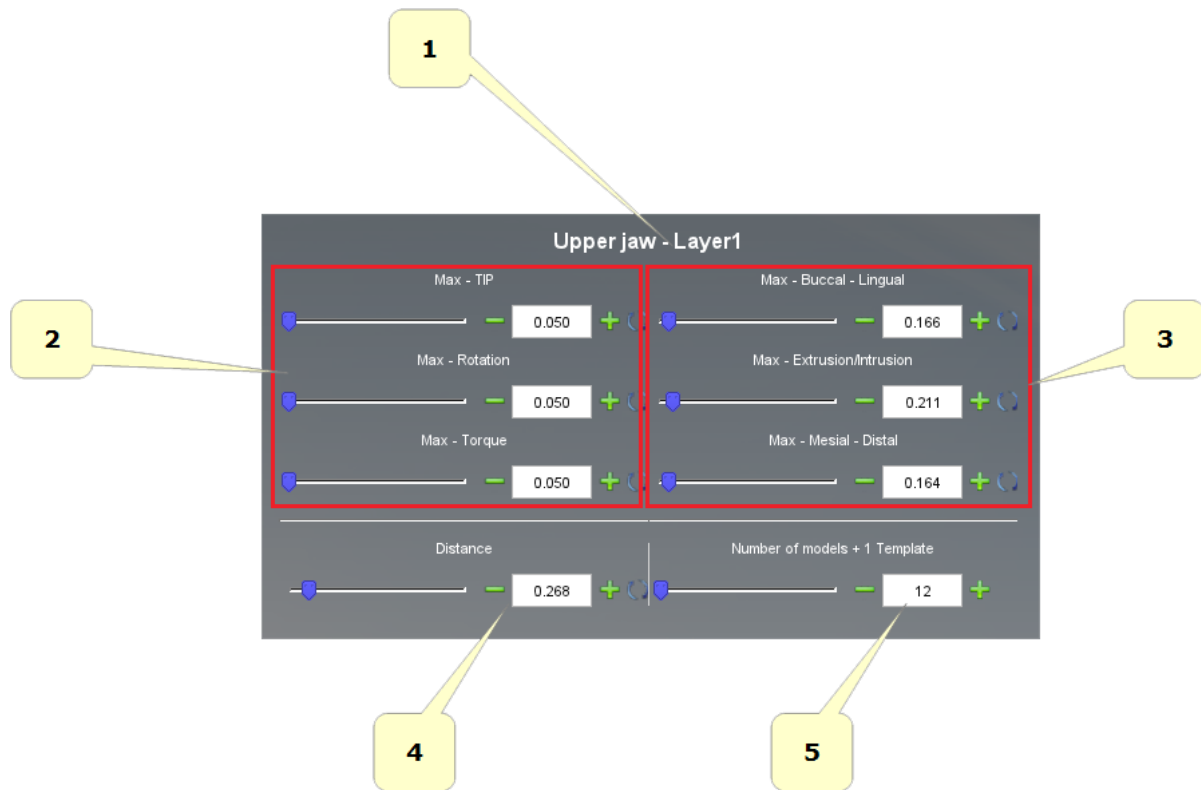 1
Upper jaw - Layer1
Max - TIP
Max - Buccal - Lingual
0.050
0.166
2
3
Max - Rotation
Max - Extrusion/Intrusion
0.050
0.211
Max - Torque
Max - Mesial - Distal
0.050
0.164
Distance
Number of models + 1 Template
0.268
12
4
5